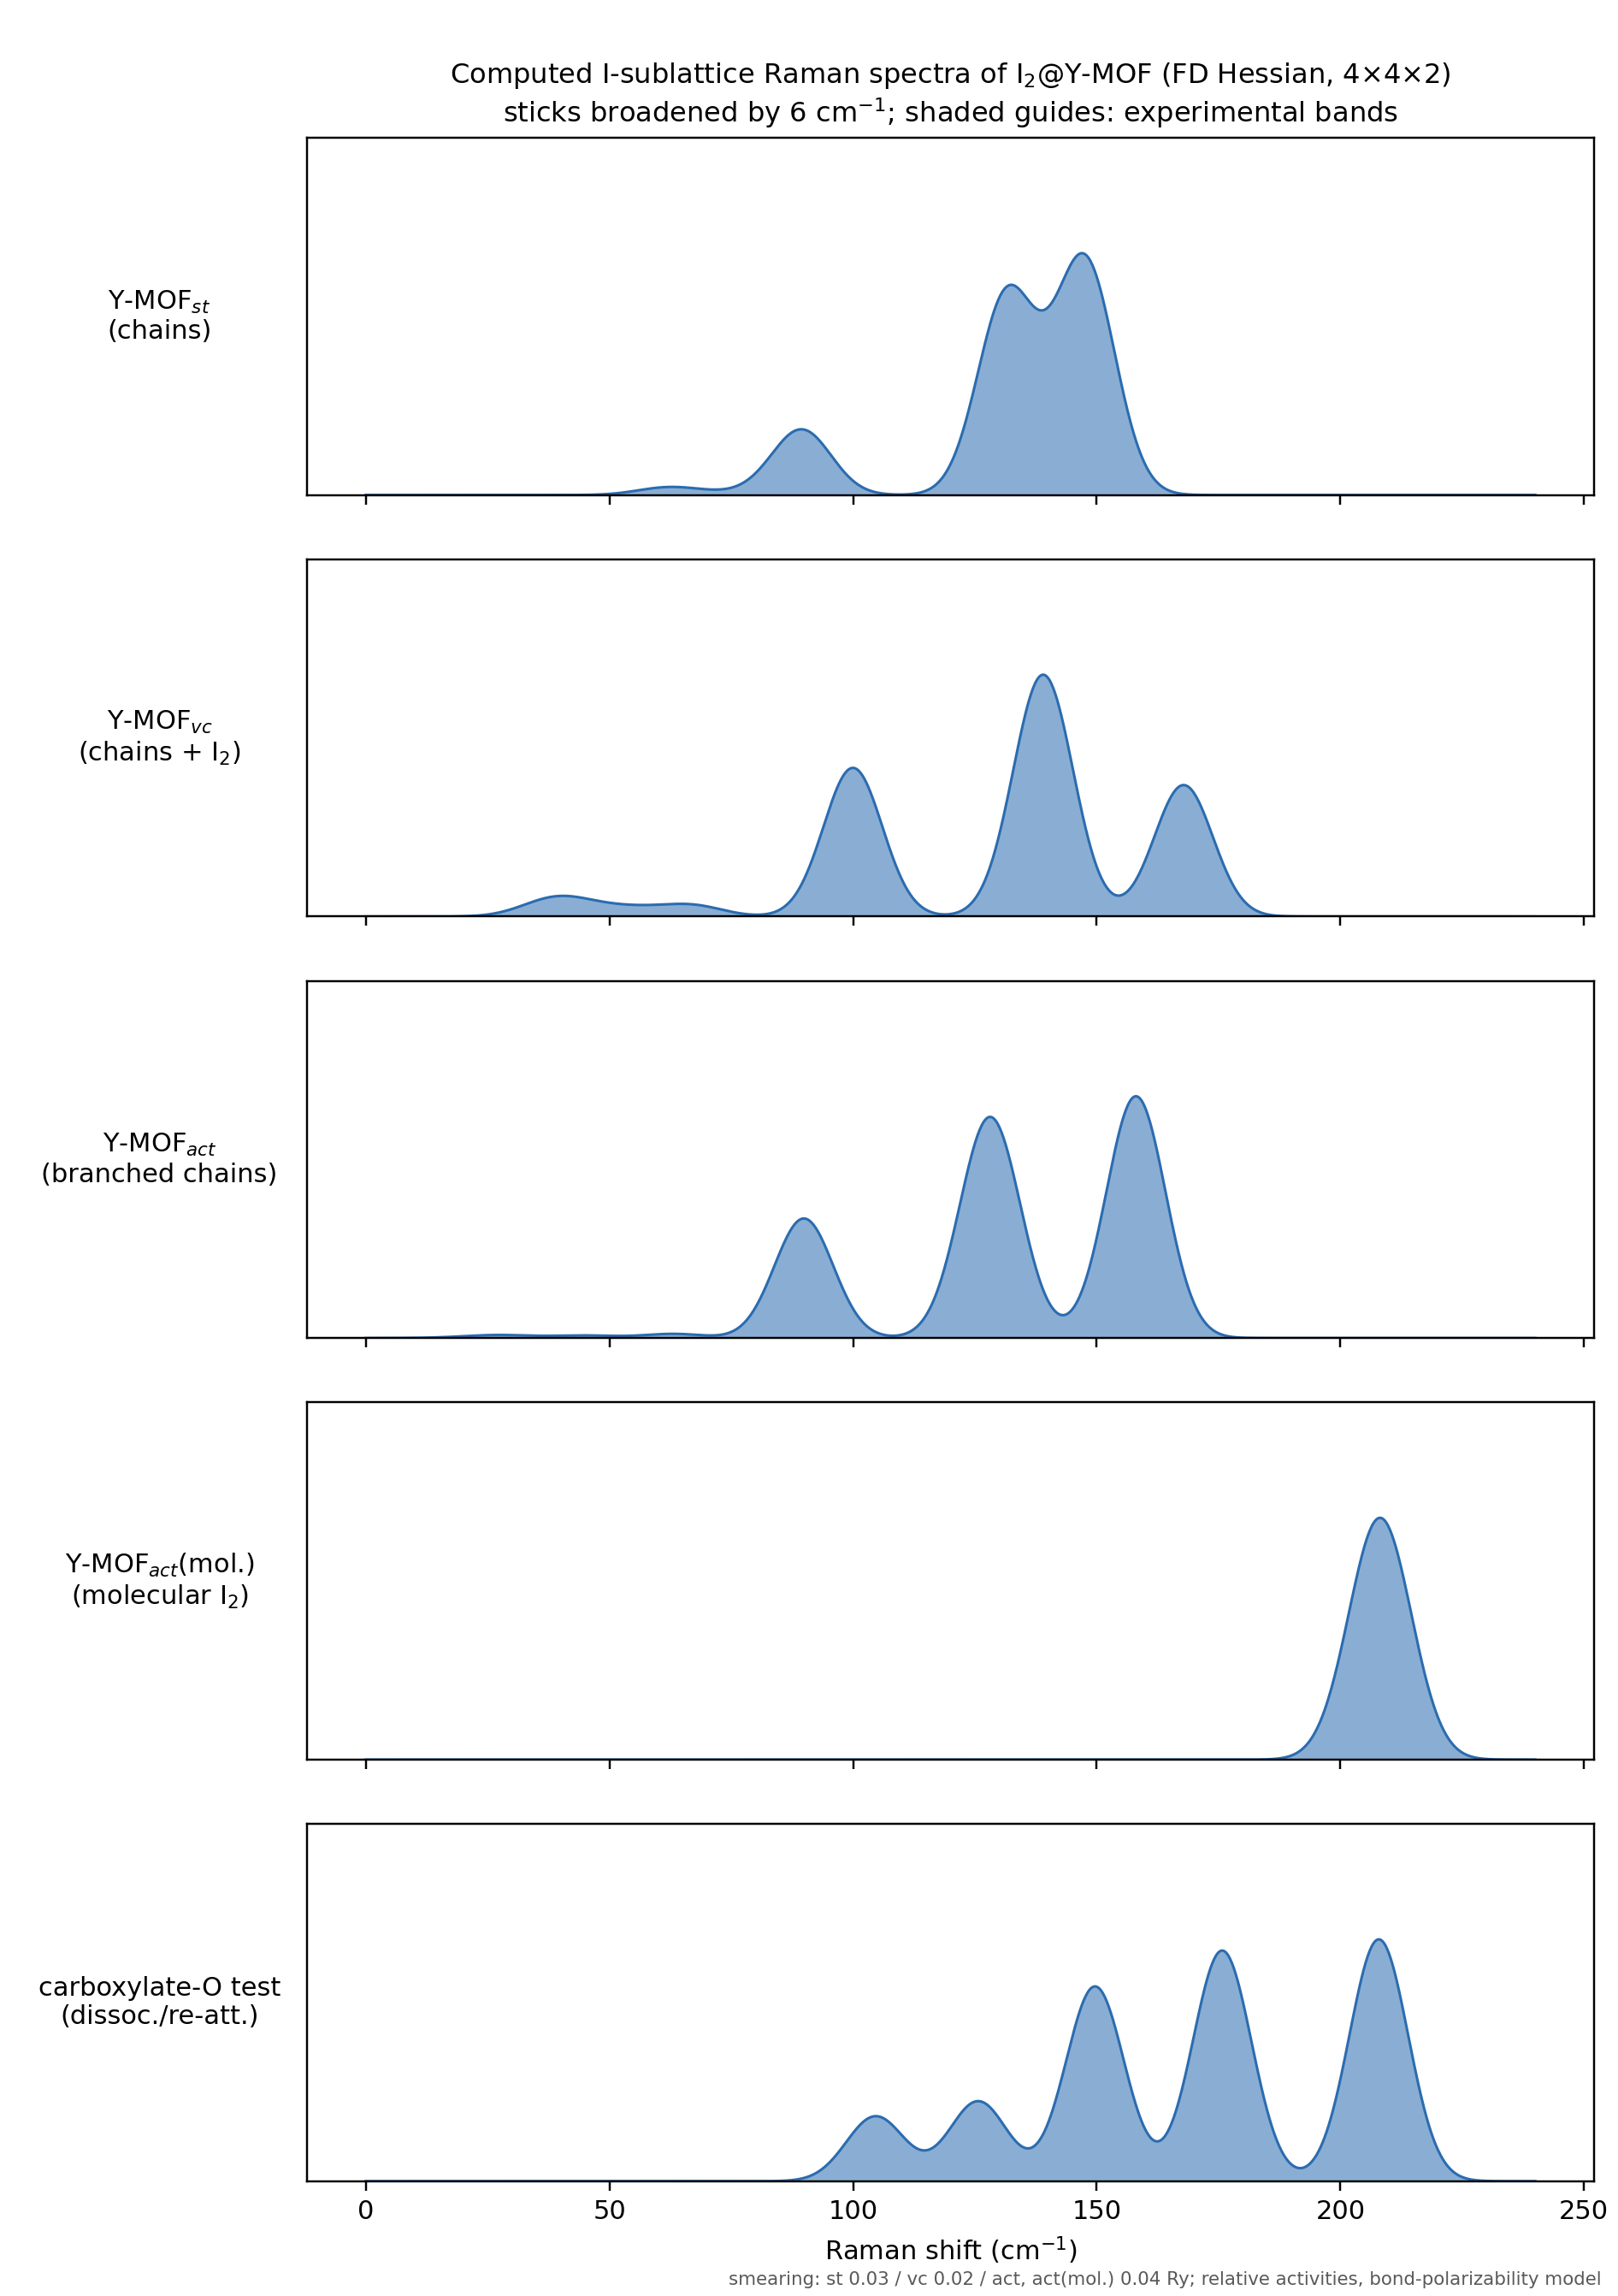 Computed I-sublattice Raman spectra of I₂@Y-MOF (FD Hessian, 4×4×2)
sticks broadened by 6 cm⁻¹; shaded guides: experimental bands
Y-MOFst
(chains)
Y-MOFvc
(chains + I₂)
Y-MOFact
(branched chains)
Y-MOFact(mol.)
(molecular I₂)
carboxylate-O test
(dissoc./re-att.)
0 50 100 150 200 250
Raman shift (cm⁻¹)
smearing: st 0.03 / vc 0.02 / act, act(mol.) 0.04 Ry; relative activities, bond-polarizability model